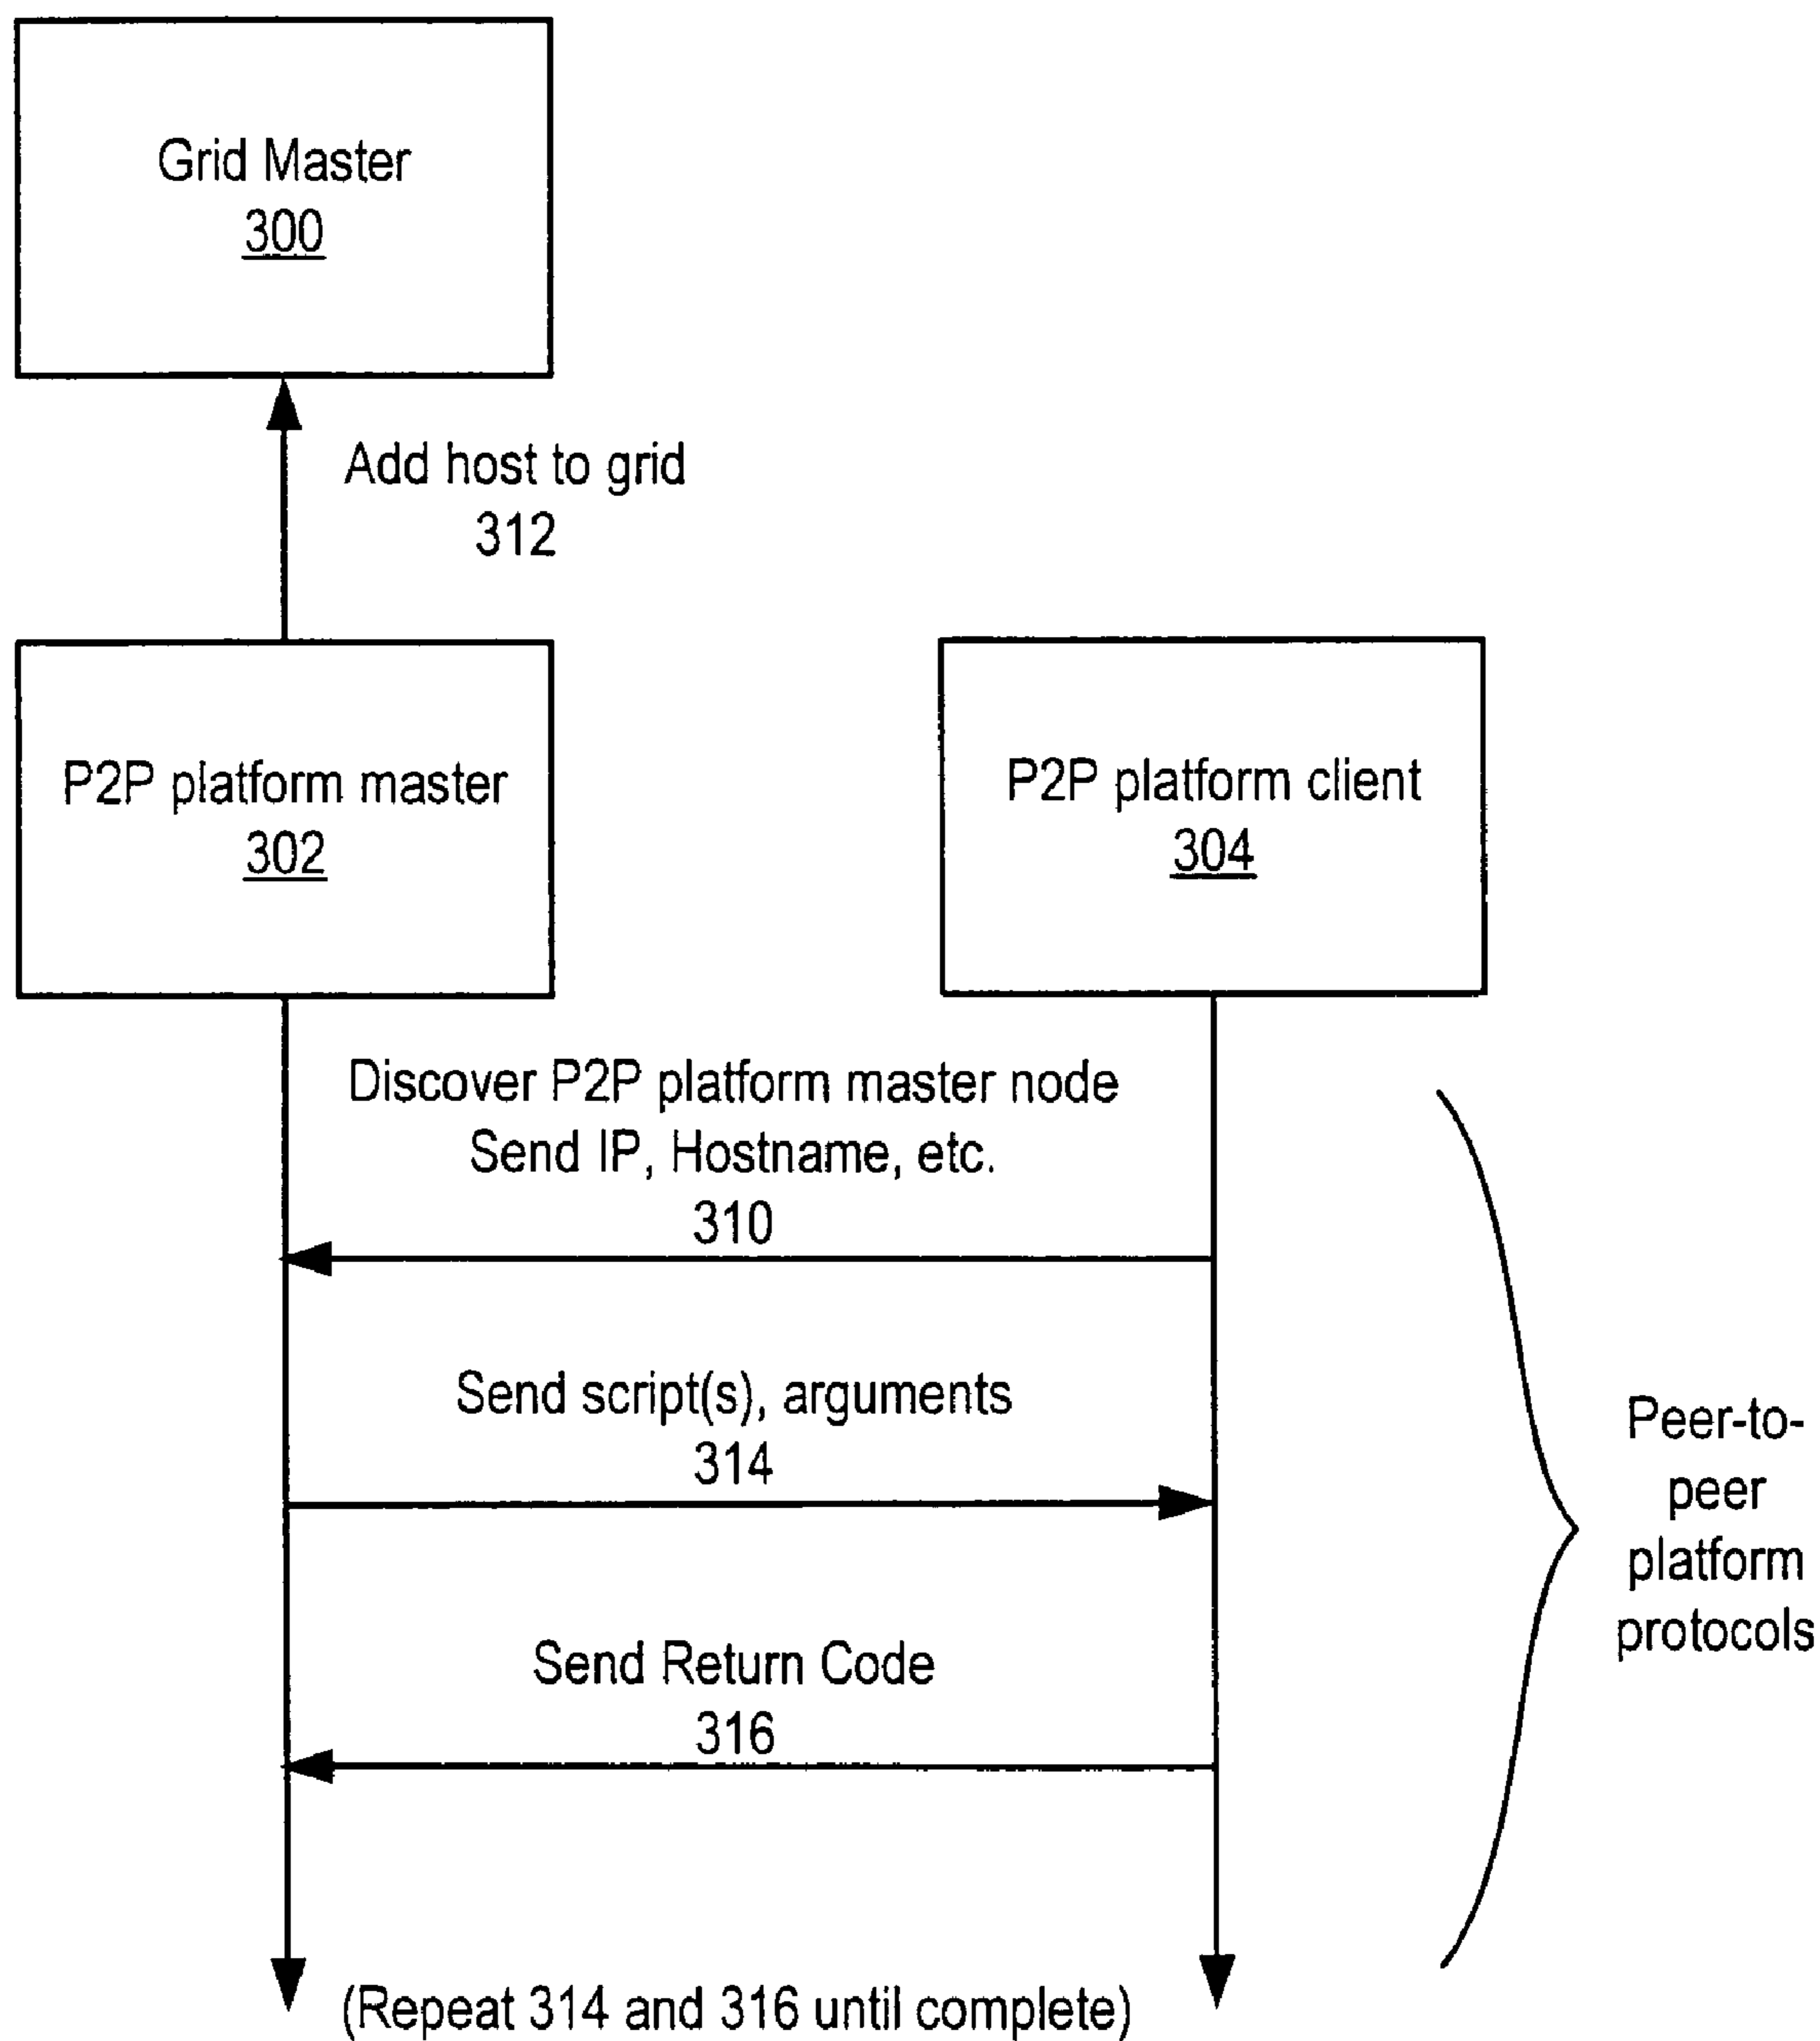 Grid Master
300
Add host to grid
312
P2P platform master
302
P2P platform client
304
Discover P2P platform master node
Send IP, Hostname, etc.
310
Send script(s), arguments
314
Send Return Code
316
Peer-to-
peer
platform
protocols
(Repeat 314 and 316 until complete)